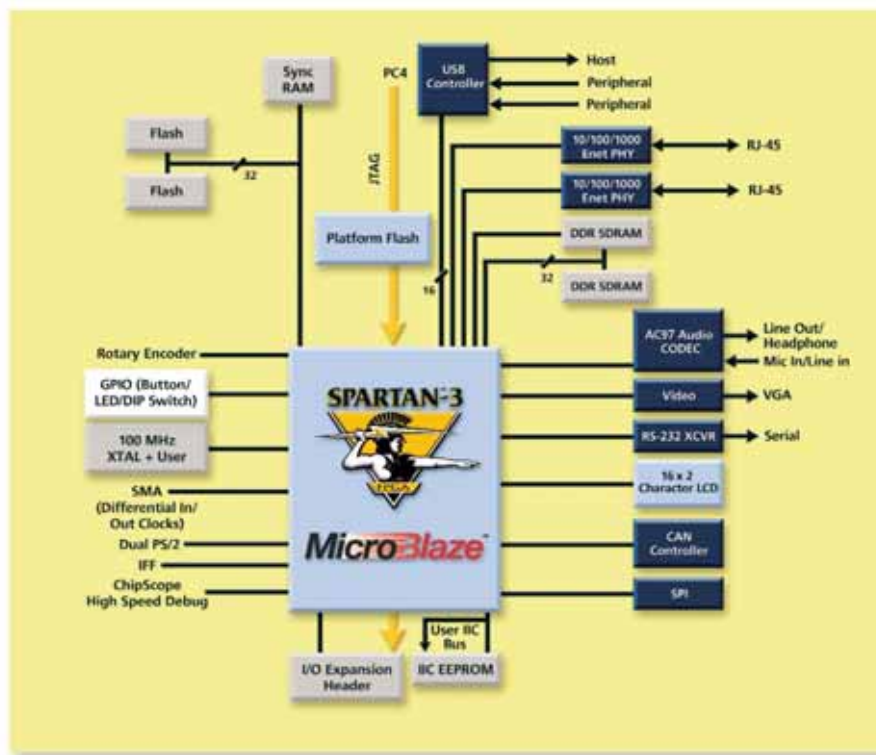 Sync
RAM
PC4
USB
Controller
Host
Peripheral
Peripheral
Flash
32
Flash
JTAG
10/100/1000
Enet PHY
RJ-45
10/100/1000
Enet PHY
RJ-45
Platform Flash
DDR SDRAM
16
32
DDR SDRAM
AC97 Audio
CODEC
Line Out/
Headphone
Mic In/Line in
Rotary Encoder
GPIO (Button/
LED/DIP Switch)
SPARTAN-3
Video
VGA
100 MHz
XTAL + User
RS-232 XCVR
Serial
FPGA
16 x 2
Character LCD
SMA
(Differential In/
Out Clocks)
Dual PS/2
MicroBlaze™
CAN
Controller
IFF
ChipScope
High Speed Debug
SPI
User IIC
Bus
I/O Expansion
Header
IIC EEPROM